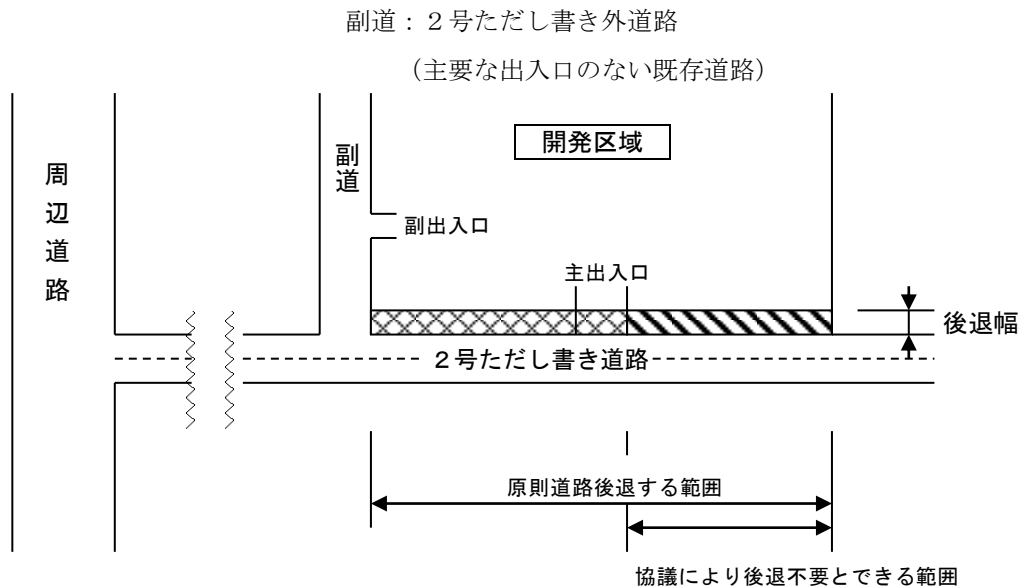 副道：２号ただし書き外道路
（主要な出入口のない既存道路）
開発区域
周辺道路
副道
副出入口
主出入口
後退幅
２号ただし書き道路
原則道路後退する範囲
協議により後退不要とできる範囲